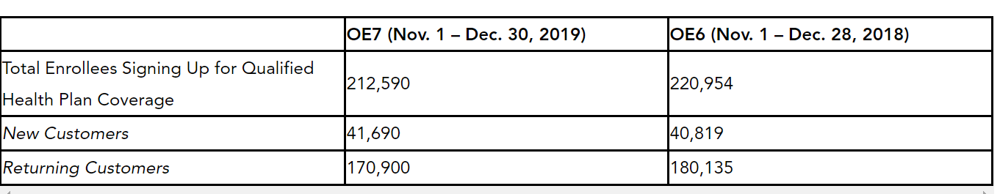 OE7 (Nov. 1 – Dec. 30, 2019) OE6 (Nov. 1 – Dec. 28, 2018)
Total Enrollees Signing Up for Qualified
Health Plan Coverage
212,590 220,954
New Customers 41,690 40,819
Returning Customers 170,900 180,135